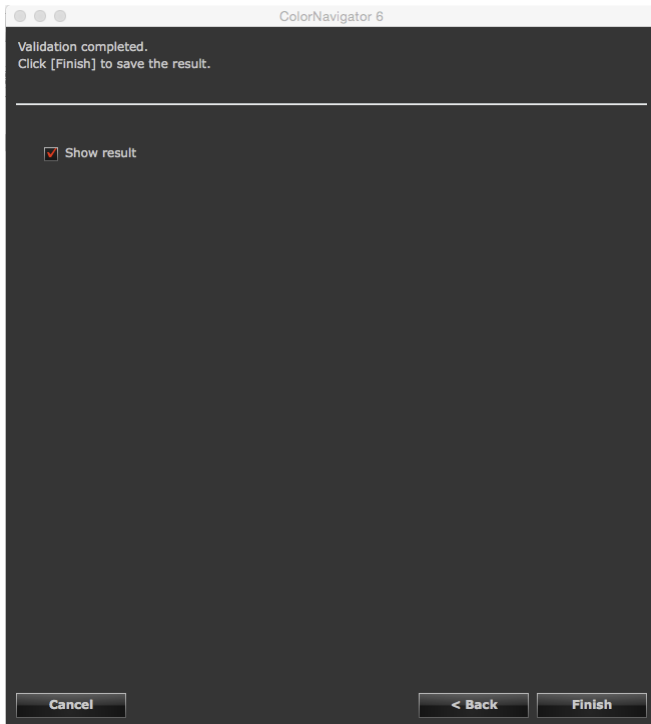 ColorNavigator 6
Validation completed.
Click [Finish] to save the result.
Show result
Cancel
< Back
Finish